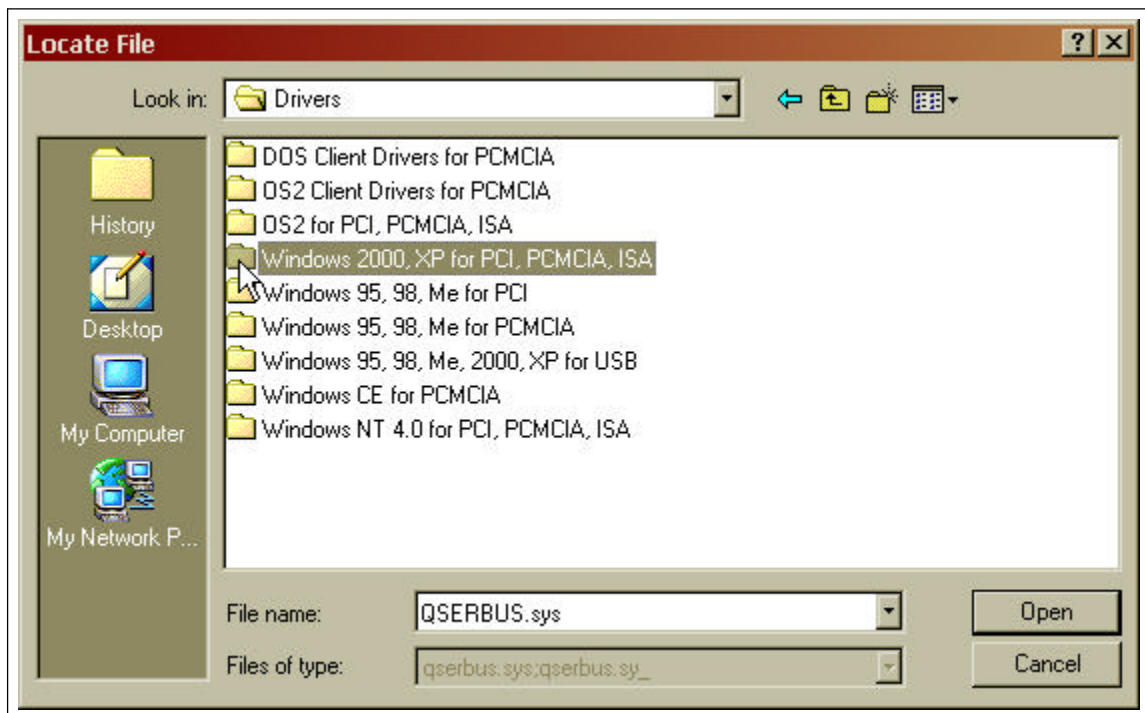 Locate File
Look in:
Drivers
History
Desktop
My Computer
My Network P...
DOS Client Drivers for PCMCIA
OS2 Client Drivers for PCMCIA
OS2 for PCI, PCMCIA, ISA
Windows 2000, XP for PCI, PCMCIA, ISA
Windows 95, 98, Me for PCI
Windows 95, 98, Me for PCMCIA
Windows 95, 98, Me, 2000, XP for USB
Windows CE for PCMCIA
Windows NT 4.0 for PCI, PCMCIA, ISA
File name:
QSERBUS.sys
Open
Files of type:
qserbus.sys;qserbus.sy_
Cancel